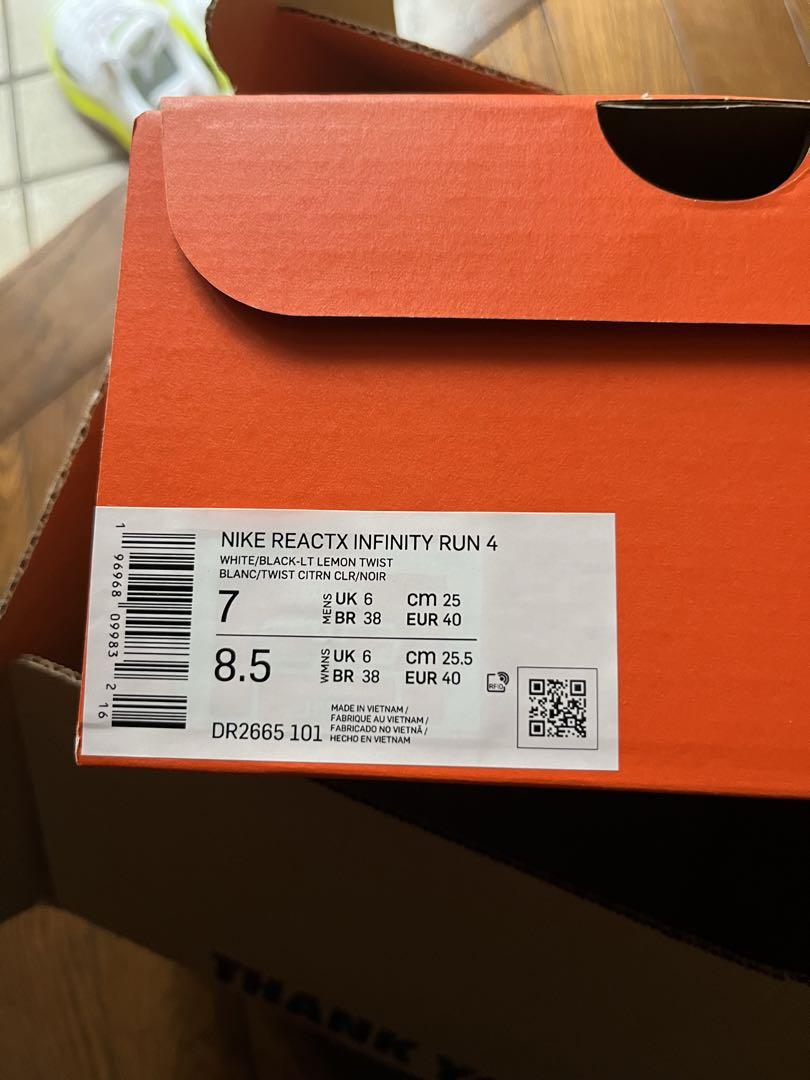 NIKE REACTX INFINITY RUN 4
WHITE/BLACK-LT LEMON TWIST
BLANC/TWIST CITRN CLR/NOIR
7 MENS UK 6 cm 25
BR 38 EUR 40
8.5 WMNS UK 6 cm 25.5
BR 38 EUR 40
RFID
DR2665 101
MADE IN VIETNAM /
FABRIQUE AU VIETNAM /
FABRICADO NO VIETNÃ /
HECHO EN VIETNAM
1 96968 09983 2 16
THANK